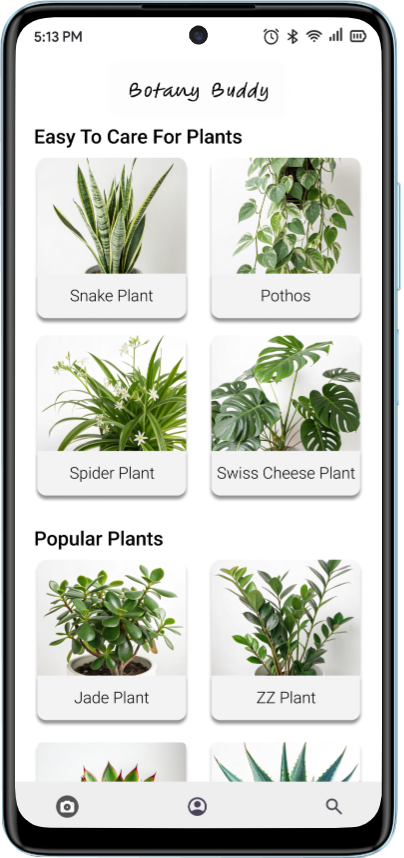 5:13 PM
Botany Buddy
Easy To Care For Plants
Snake Plant
Pothos
Spider Plant
Swiss Cheese Plant
Popular Plants
Jade Plant
ZZ Plant